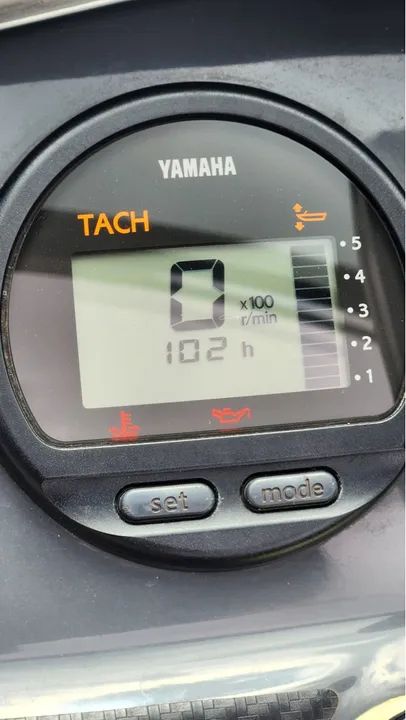 YAMAHA
TACH
5
4
0 x100 r/min
3
102 h
2
1
set mode